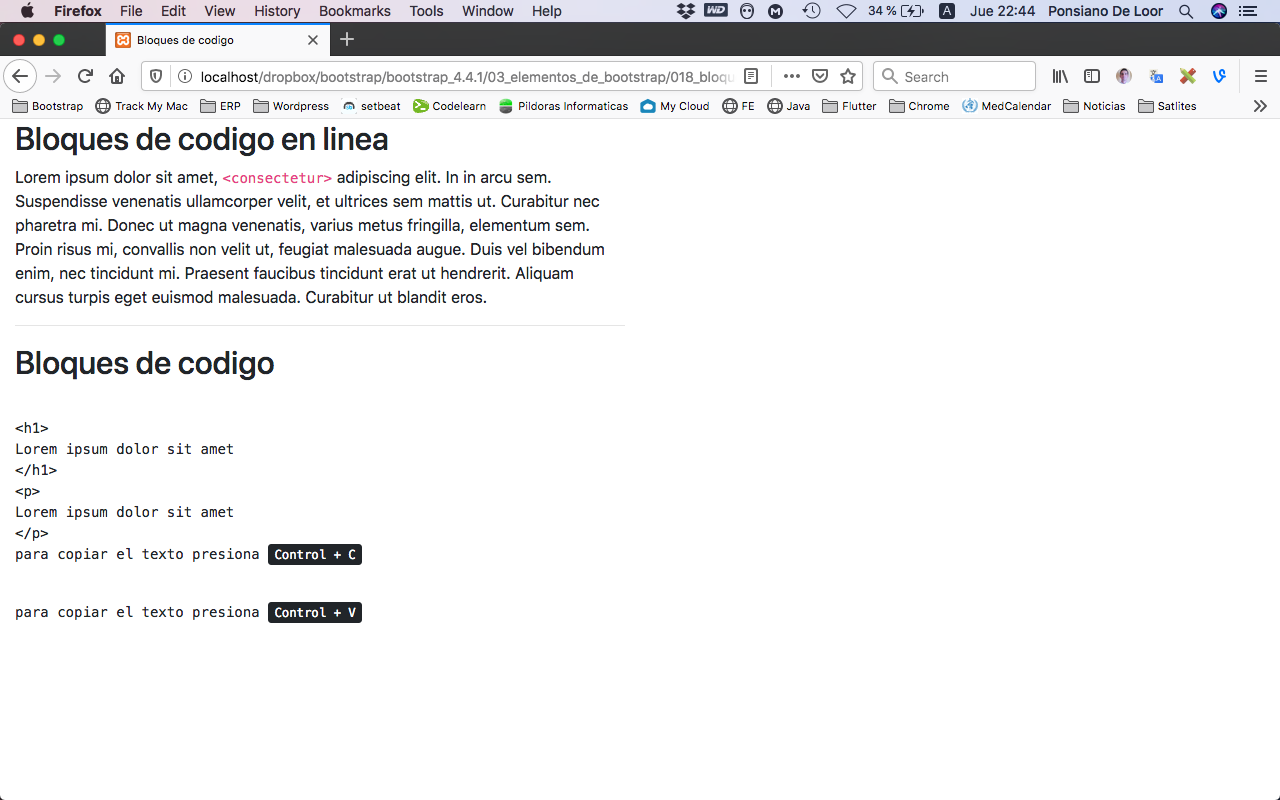 Firefox File Edit View History Bookmarks Tools Window Help 34 % A Jue 22:44 Ponsiano De Loor
Bloques de codigo
localhost/dropbox/bootstrap/bootstrap_4.4.1/03_elementos_de_bootstrap/018_bloqu
Search
Bootstrap Track My Mac ERP Wordpress setbeat Codelearn Pildoras Informaticas My Cloud FE Java Flutter Chrome MedCalendar Noticias Satlites
Bloques de codigo en linea
Lorem ipsum dolor sit amet, <consectetur> adipiscing elit. In in arcu sem.
Suspendisse venenatis ullamcorper velit, et ultrices sem mattis ut. Curabitur nec
pharetra mi. Donec ut magna venenatis, varius metus fringilla, elementum sem.
Proin risus mi, convallis non velit ut, feugiat malesuada augue. Duis vel bibendum
enim, nec tincidunt mi. Praesent faucibus tincidunt erat ut hendrerit. Aliquam
cursus turpis eget euismod malesuada. Curabitur ut blandit eros.
Bloques de codigo
<h1>
Lorem ipsum dolor sit amet
</h1>
<p>
Lorem ipsum dolor sit amet
</p>
para copiar el texto presiona Control + C
para copiar el texto presiona Control + V